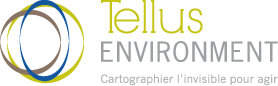 Tellus
ENVIRONMENT
Cartographier l'invisible pour agir